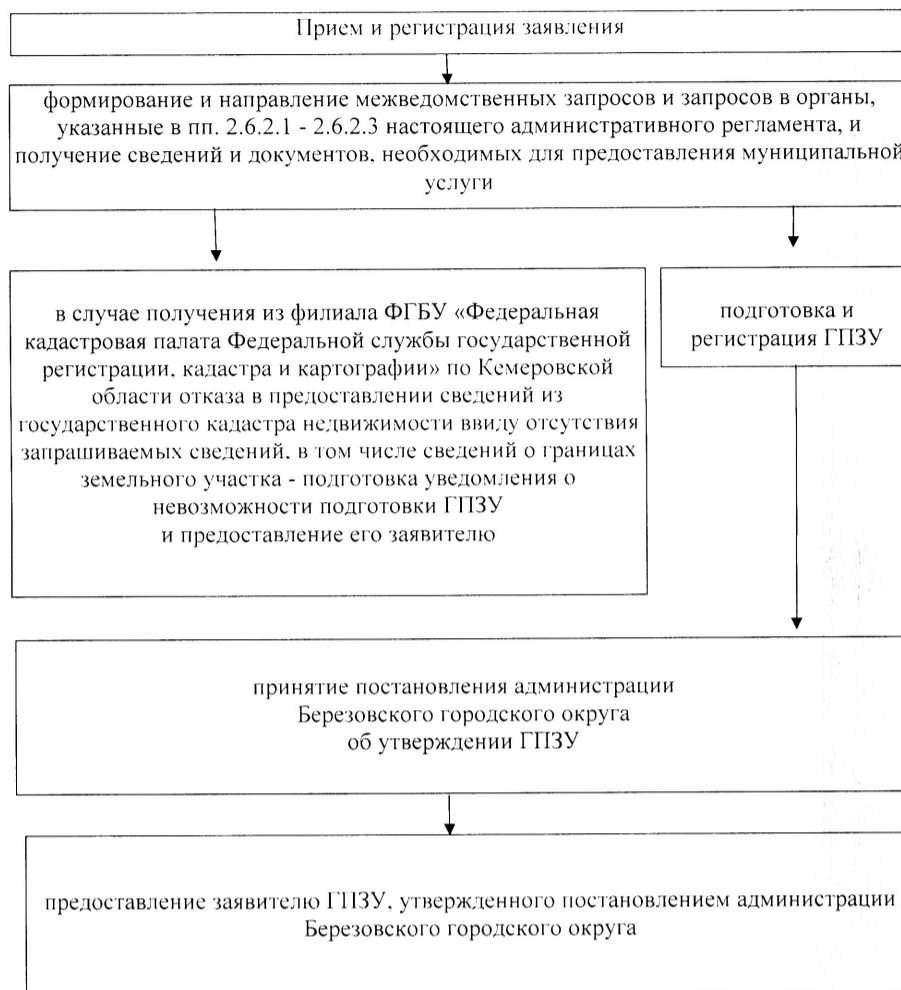 Прием и регистрация заявления
формирование и направление межведомственных запросов и запросов в органы,
указанные в пп. 2.6.2.1 - 2.6.2.3 настоящего административного регламента, и
получение сведений и документов, необходимых для предоставления муниципальной
услуги
в случае получения из филиала ФГБУ «Федеральная
кадастровая палата Федеральной службы государственной
регистрации, кадастра и картографии» по Кемеровской
области отказа в предоставлении сведений из
государственного кадастра недвижимости ввиду отсутствия
запрашиваемых сведений, в том числе сведений о границах
земельного участка - подготовка уведомления о
невозможности подготовки ГПЗУ
и предоставление его заявителю
подготовка и
регистрация ГПЗУ
принятие постановления администрации
Березовского городского округа
об утверждении ГПЗУ
предоставление заявителю ГПЗУ, утвержденного постановлением администрации
Березовского городского округа